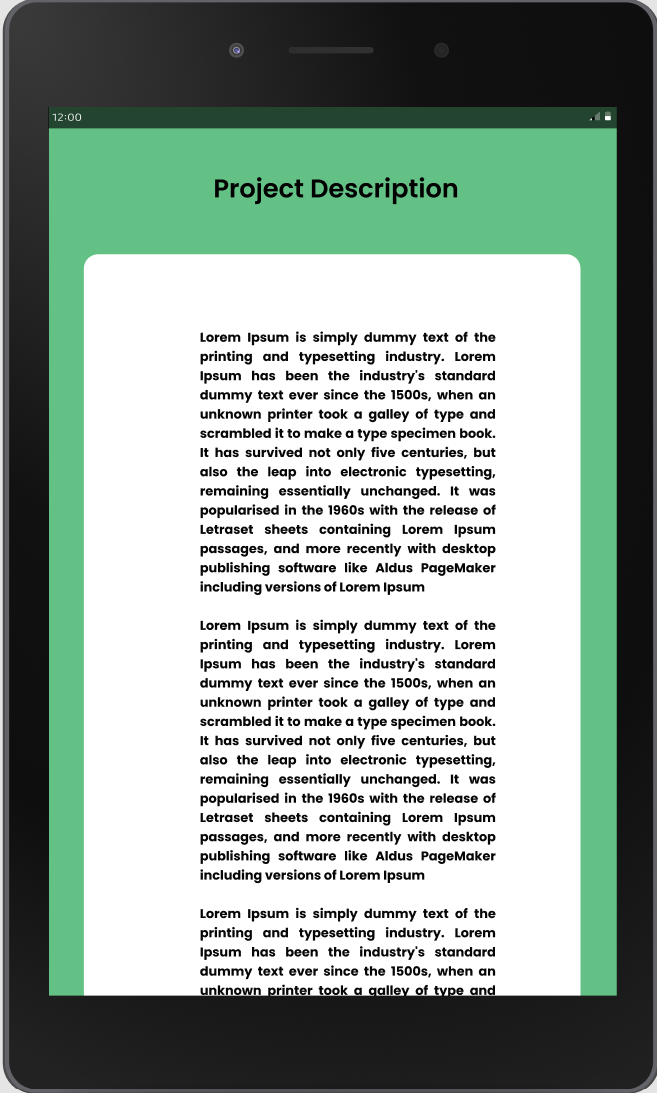 12:00
Project Description
Lorem Ipsum is simply dummy text of the
printing and typesetting industry. Lorem
Ipsum has been the industry's standard
dummy text ever since the 1500s, when an
unknown printer took a galley of type and
scrambled it to make a type specimen book.
It has survived not only five centuries, but
also the leap into electronic typesetting,
remaining essentially unchanged. It was
popularised in the 1960s with the release of
Letraset sheets containing Lorem Ipsum
passages, and more recently with desktop
publishing software like Aldus PageMaker
including versions of Lorem Ipsum
Lorem Ipsum is simply dummy text of the
printing and typesetting industry. Lorem
Ipsum has been the industry's standard
dummy text ever since the 1500s, when an
unknown printer took a galley of type and
scrambled it to make a type specimen book.
It has survived not only five centuries, but
also the leap into electronic typesetting,
remaining essentially unchanged. It was
popularised in the 1960s with the release of
Letraset sheets containing Lorem Ipsum
passages, and more recently with desktop
publishing software like Aldus PageMaker
including versions of Lorem Ipsum
Lorem Ipsum is simply dummy text of the
printing and typesetting industry. Lorem
Ipsum has been the industry's standard
dummy text ever since the 1500s, when an
unknown printer took a galley of type and